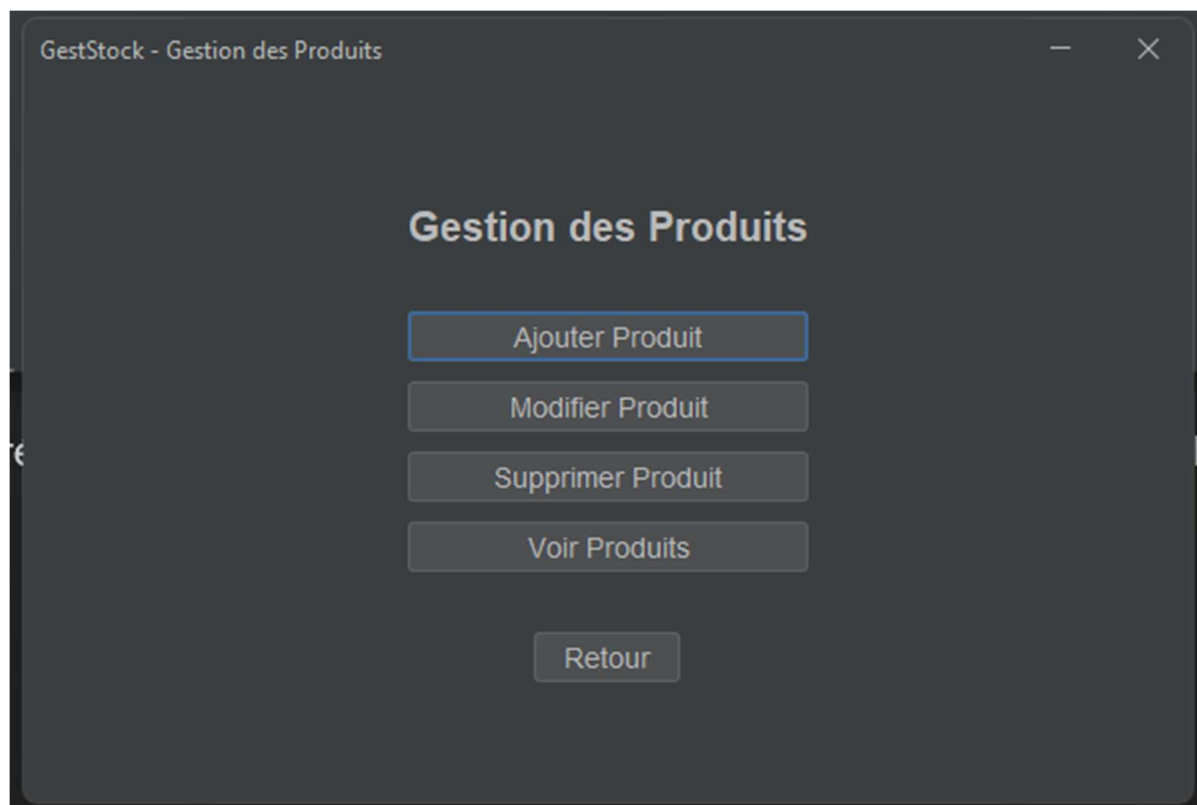 GestStock - Gestion des Produits
Gestion des Produits
Ajouter Produit
Modifier Produit
Supprimer Produit
Voir Produits
Retour